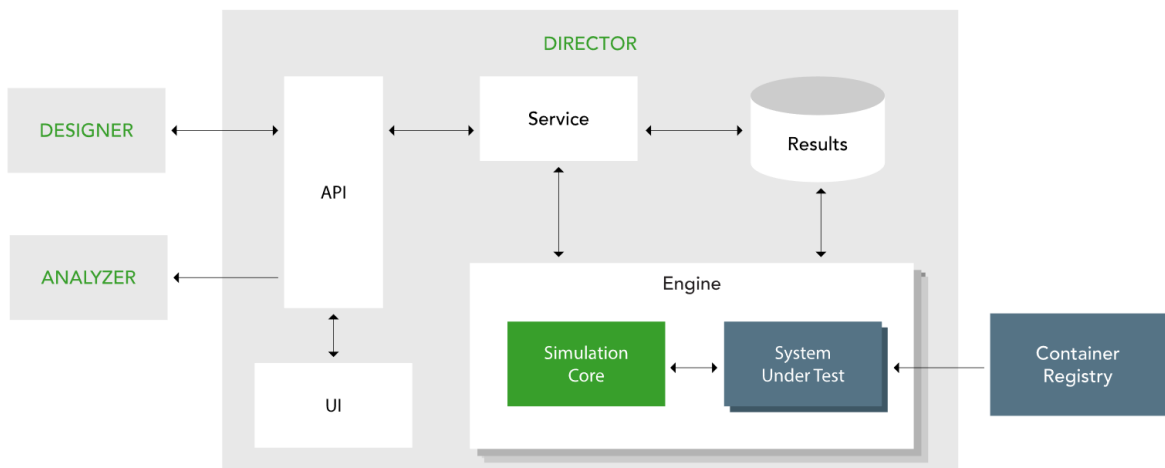 DIRECTOR
DESIGNER
API
Service
Results
ANALYZER
UI
Engine
Simulation
Core
System
Under Test
Container
Registry